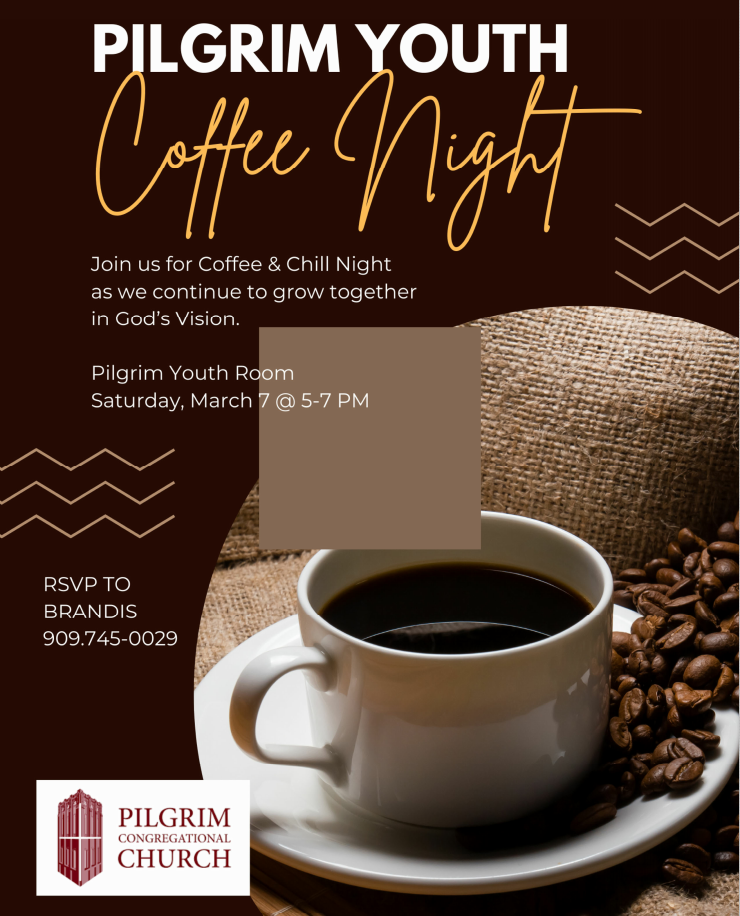 PILGRIM YOUTH
Coffee Night
Join us for Coffee & Chill Night
as we continue to grow together
in God's Vision.
Pilgrim Youth Room
Saturday, March 7 @ 5-7 PM
RSVP TO
BRANDIS
909.745-0029
PILGRIM
CONGREGATIONAL
CHURCH